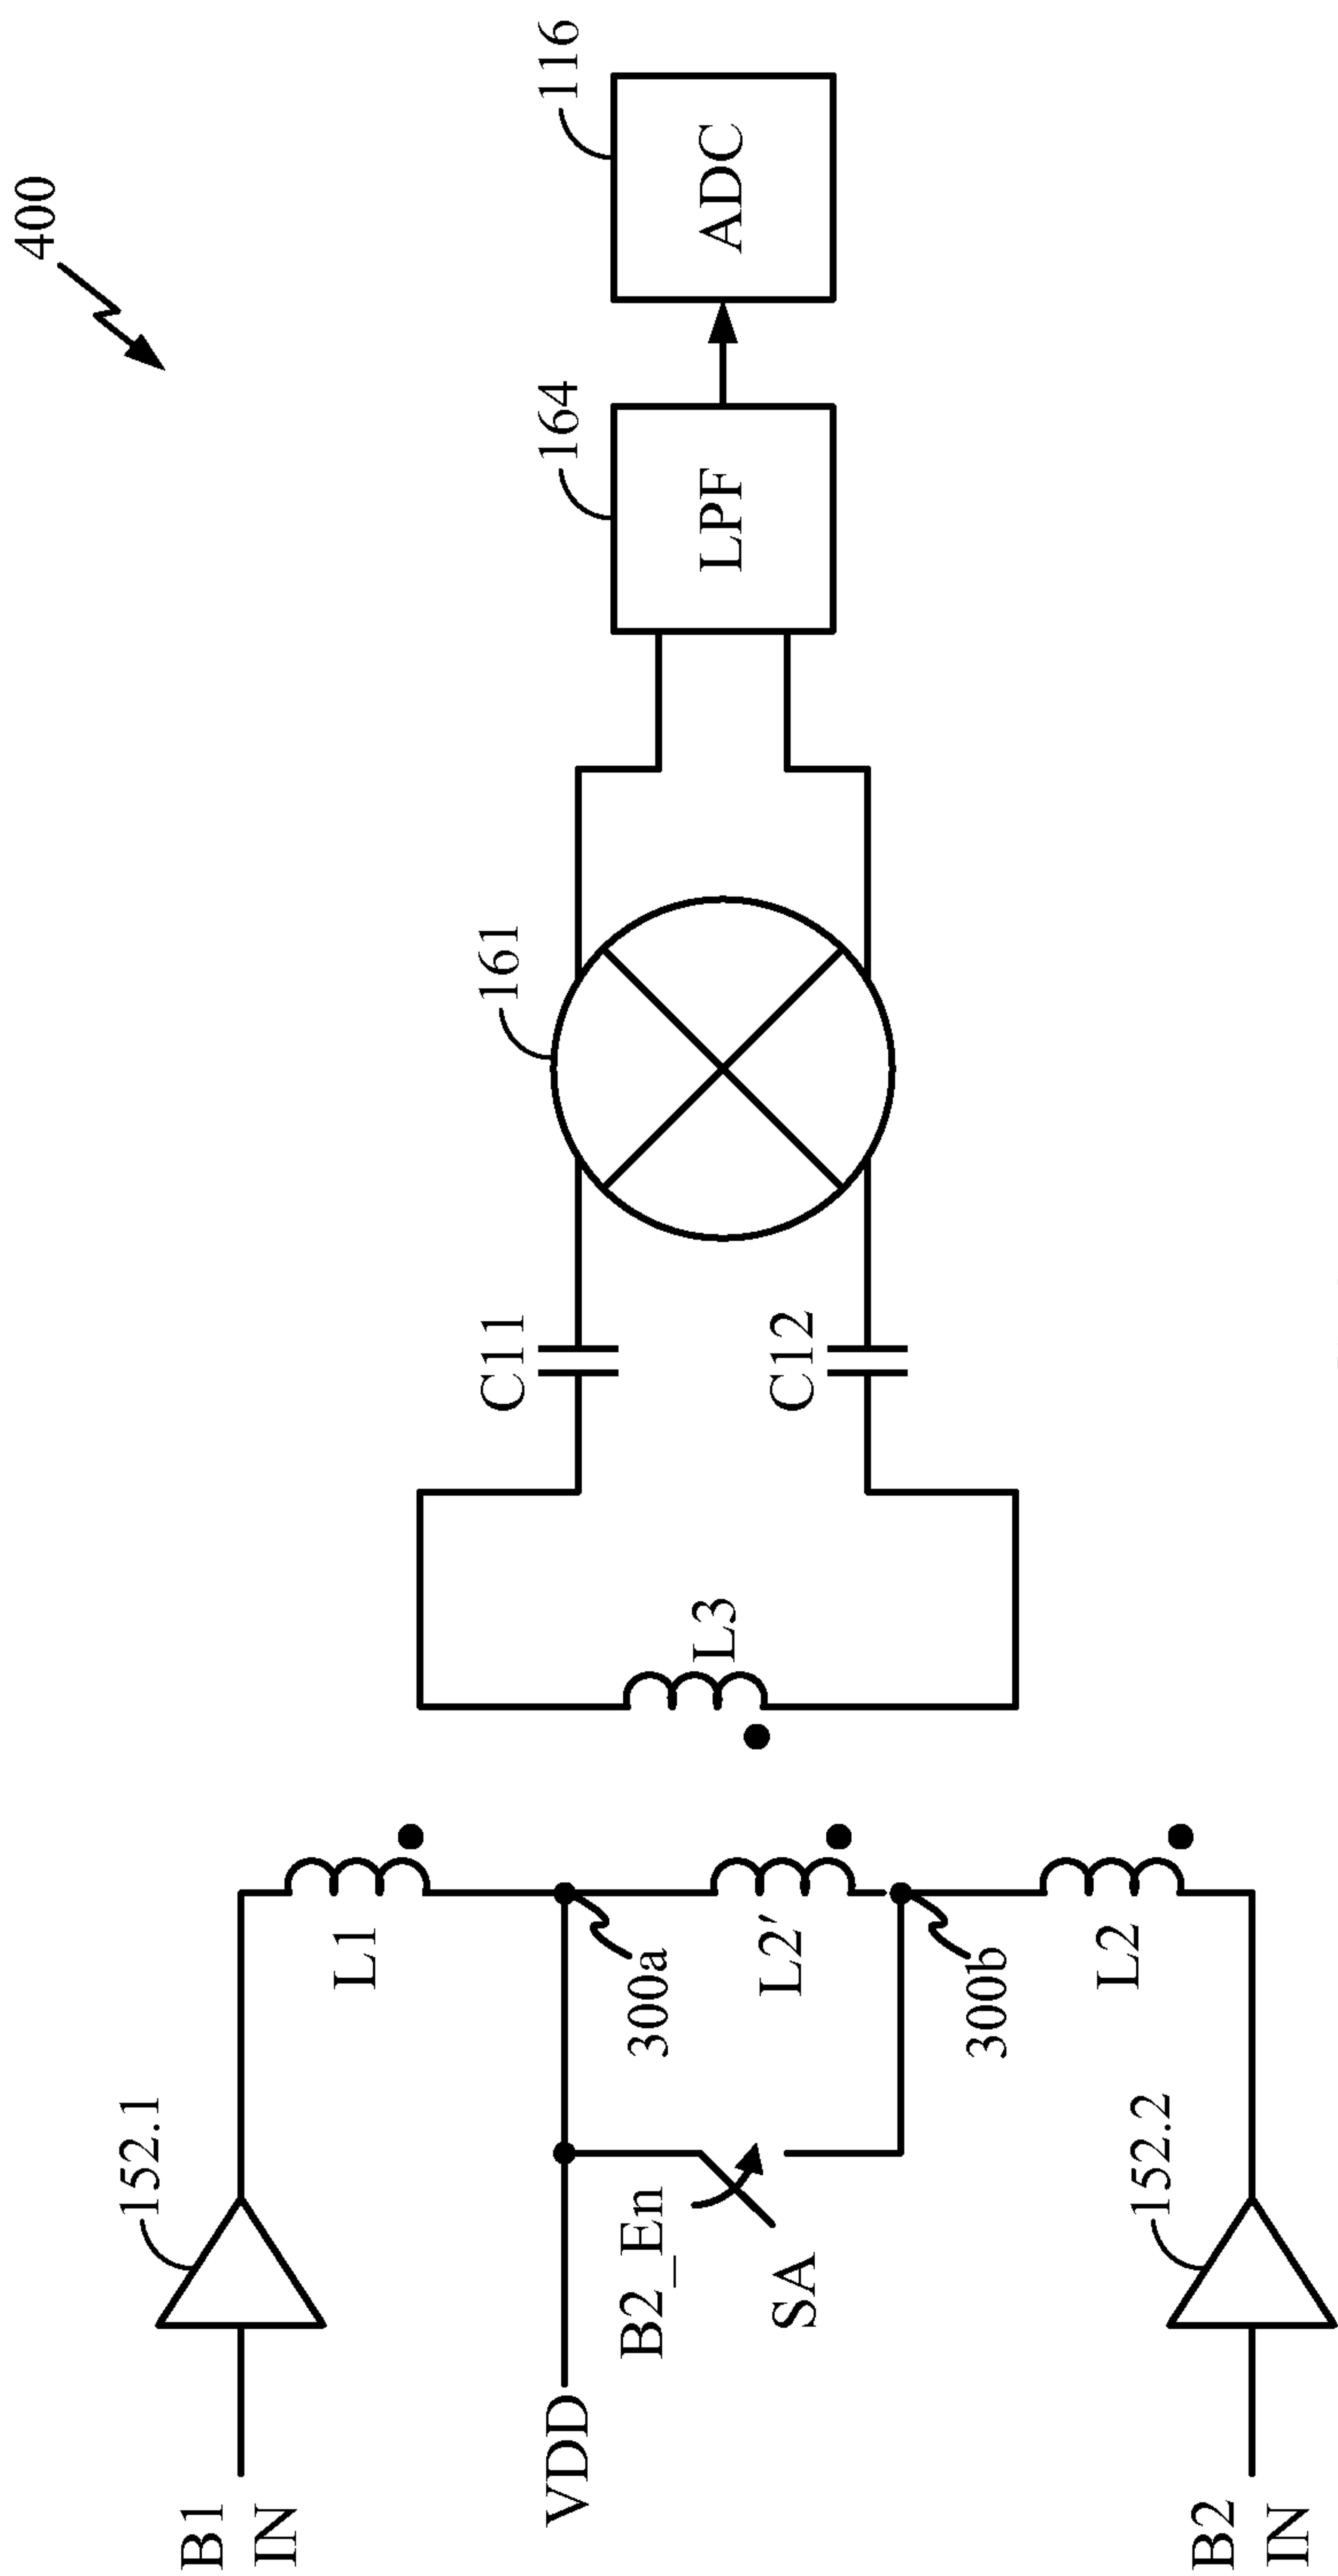 400
B1
IN
152.1
L1
VDD
B2_En
SA
300a
L2'
300b
L2
B2
IN
152.2
L3
C11
C12
161
164
LPF
116
ADC